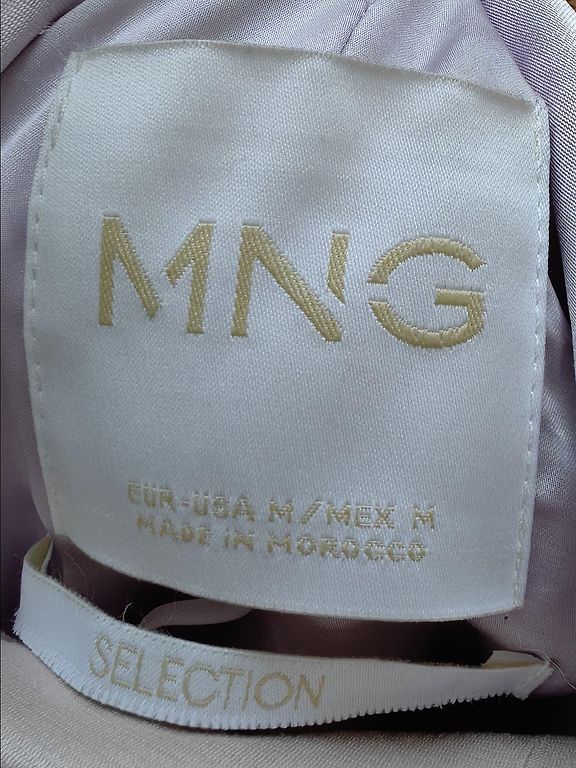 MNG
EUR-USA M/MEX M
MADE IN MOROCCO
SELECTION